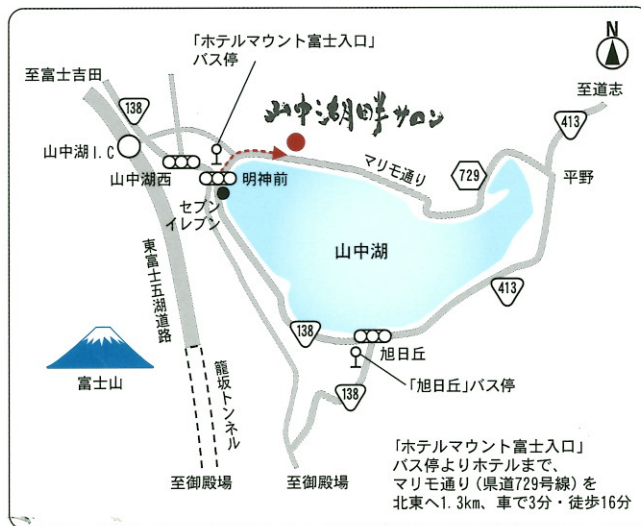 「ホテルマウント富士入口」
バス停
N
至富士吉田
138
山中湖畔サロン
至道志
413
山中湖I.C
山中湖西
明神前
マリモ通り
729
平野
セブン
イレブン
山中湖
東富士五湖道路
413
138
旭日丘
富士山
籠坂トンネル
138
「旭日丘」バス停
至御殿場
至御殿場
「ホテルマウント富士入口」
バス停よりホテルまで、
マリモ通り(県道729号線)を
北東へ1.3km、車で3分・徒歩16分